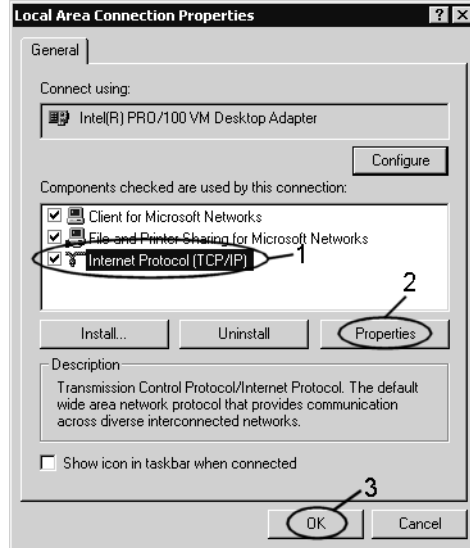 Local Area Connection Properties
General
Connect using:
Intel(R) PRO/100 VM Desktop Adapter
Configure
Components checked are used by this connection:
Client for Microsoft Networks
File and Printer Sharing for Microsoft Networks
Internet Protocol (TCP/IP)
1
2
Install...
Uninstall
Properties
Description
Transmission Control Protocol/Internet Protocol. The default
wide area network protocol that provides communication
across diverse interconnected networks.
Show icon in taskbar when connected
3
OK
Cancel